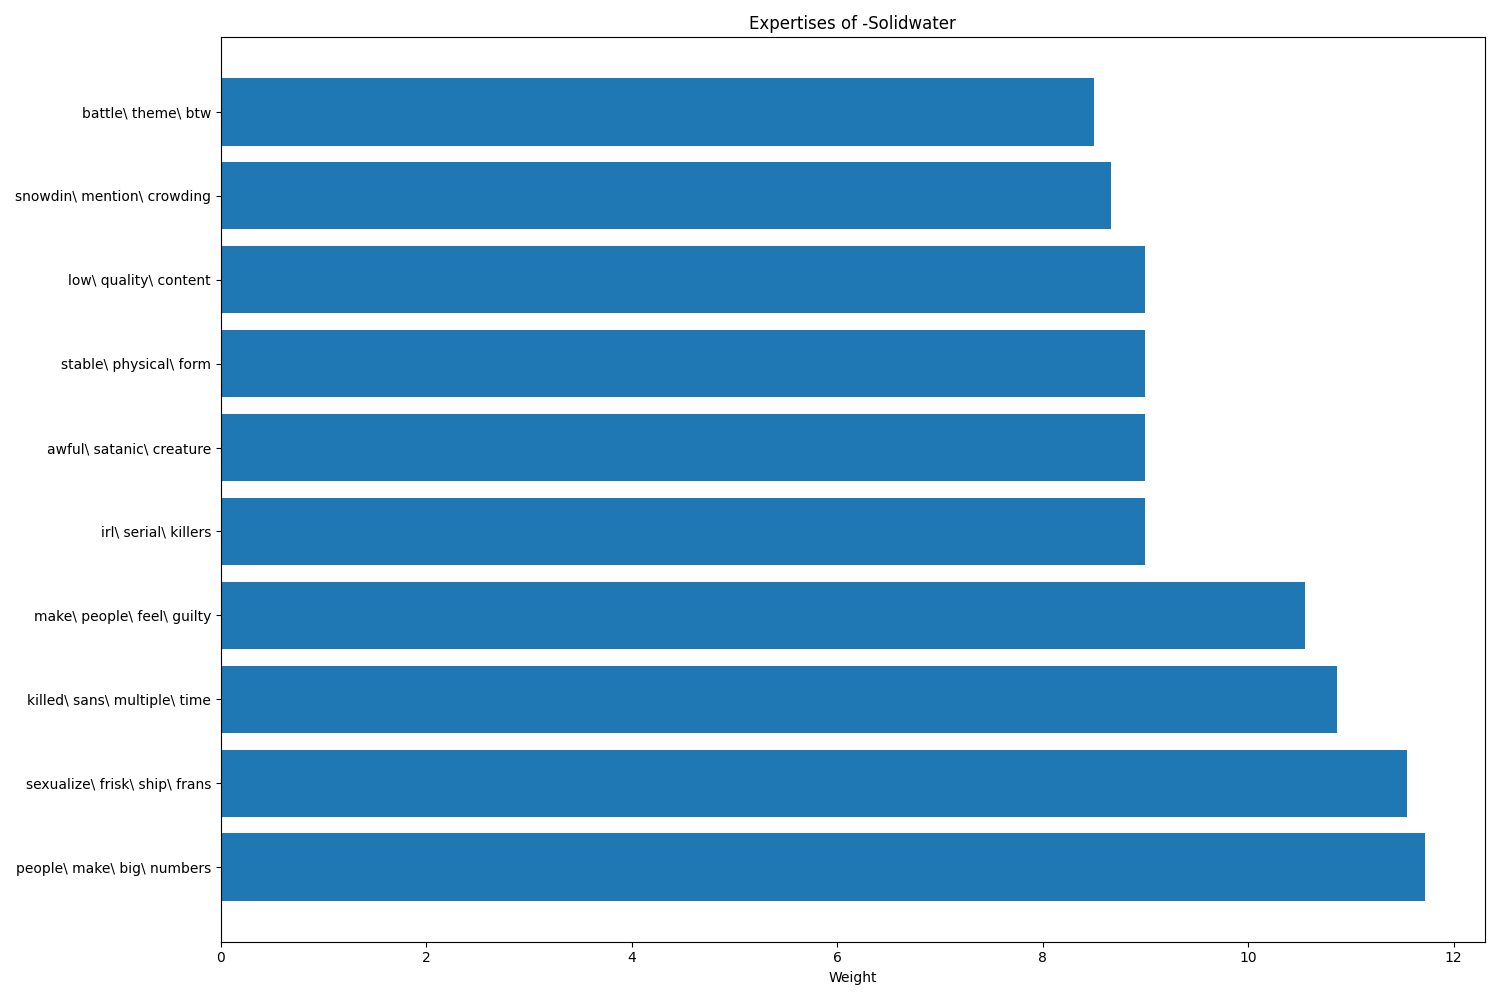 Expertises of -Solidwater
battle\ theme\ btw
snowdin\ mention\ crowding
low\ quality\ content
stable\ physical\ form
awful\ satanic\ creature
irl\ serial\ killers
make\ people\ feel\ guilty
killed\ sans\ multiple\ time
sexualize\ frisk\ ship\ frans
people\ make\ big\ numbers
0 2 4 6 8 10 12
Weight